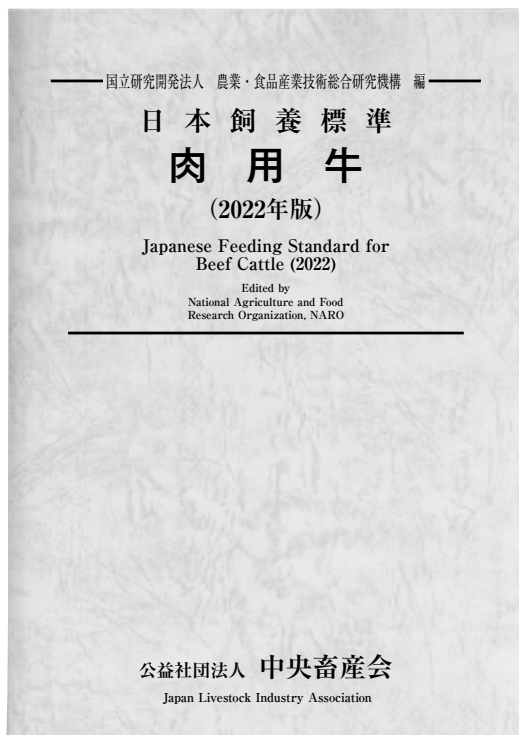 国立研究開発法人　農業・食品産業技術総合研究機構　編
日本飼養標準
肉用牛
（2022年版）
Japanese Feeding Standard for
Beef Cattle (2022)
Edited by
National Agriculture and Food
Research Organization, NARO
公益社団法人 中央畜産会
Japan Livestock Industry Association